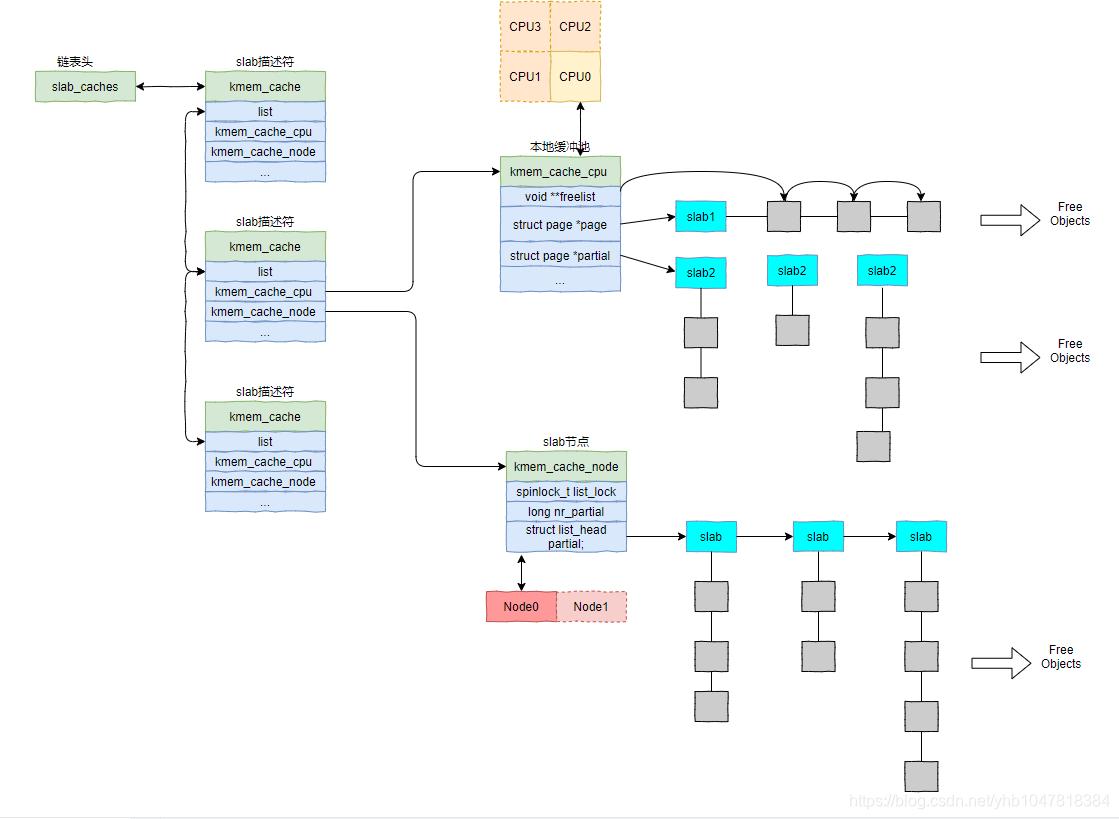 链表头
slab_caches
slab描述符
kmem_cache
list
kmem_cache_cpu
kmem_cache_node
...
slab描述符
kmem_cache
list
kmem_cache_cpu
kmem_cache_node
...
slab描述符
kmem_cache
list
kmem_cache_cpu
kmem_cache_node
...
CPU3
CPU2
CPU1
CPU0
本地缓冲池
kmem_cache_cpu
void **freelist
struct page *page
struct page *partial
...
slab1
Free
Objects
slab2
slab2
slab2
Free
Objects
slab节点
kmem_cache_node
spinlock_t list_lock
long nr_partial
struct list_head
partial;
Node0
Node1
slab
slab
slab
Free
Objects
https://blog.csdn.net/yhb1047818384